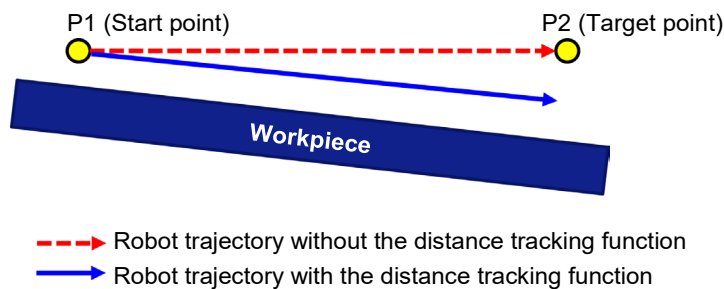 P1 (Start point)
P2 (Target point)
Workpiece
Robot trajectory without the distance tracking function
Robot trajectory with the distance tracking function